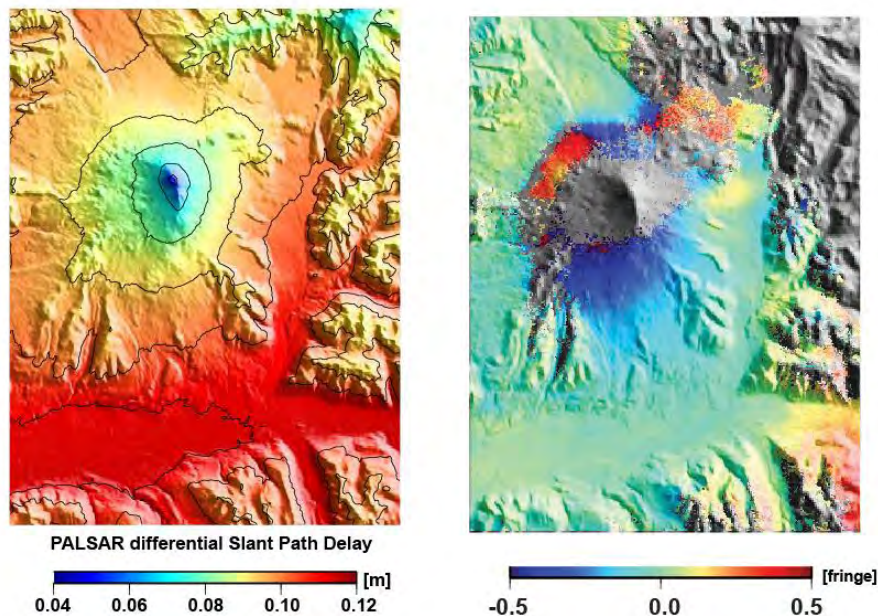 PALSAR differential Slant Path Delay
[m]
0.04 0.06 0.08 0.10 0.12
[fringe]
-0.5 0.0 0.5